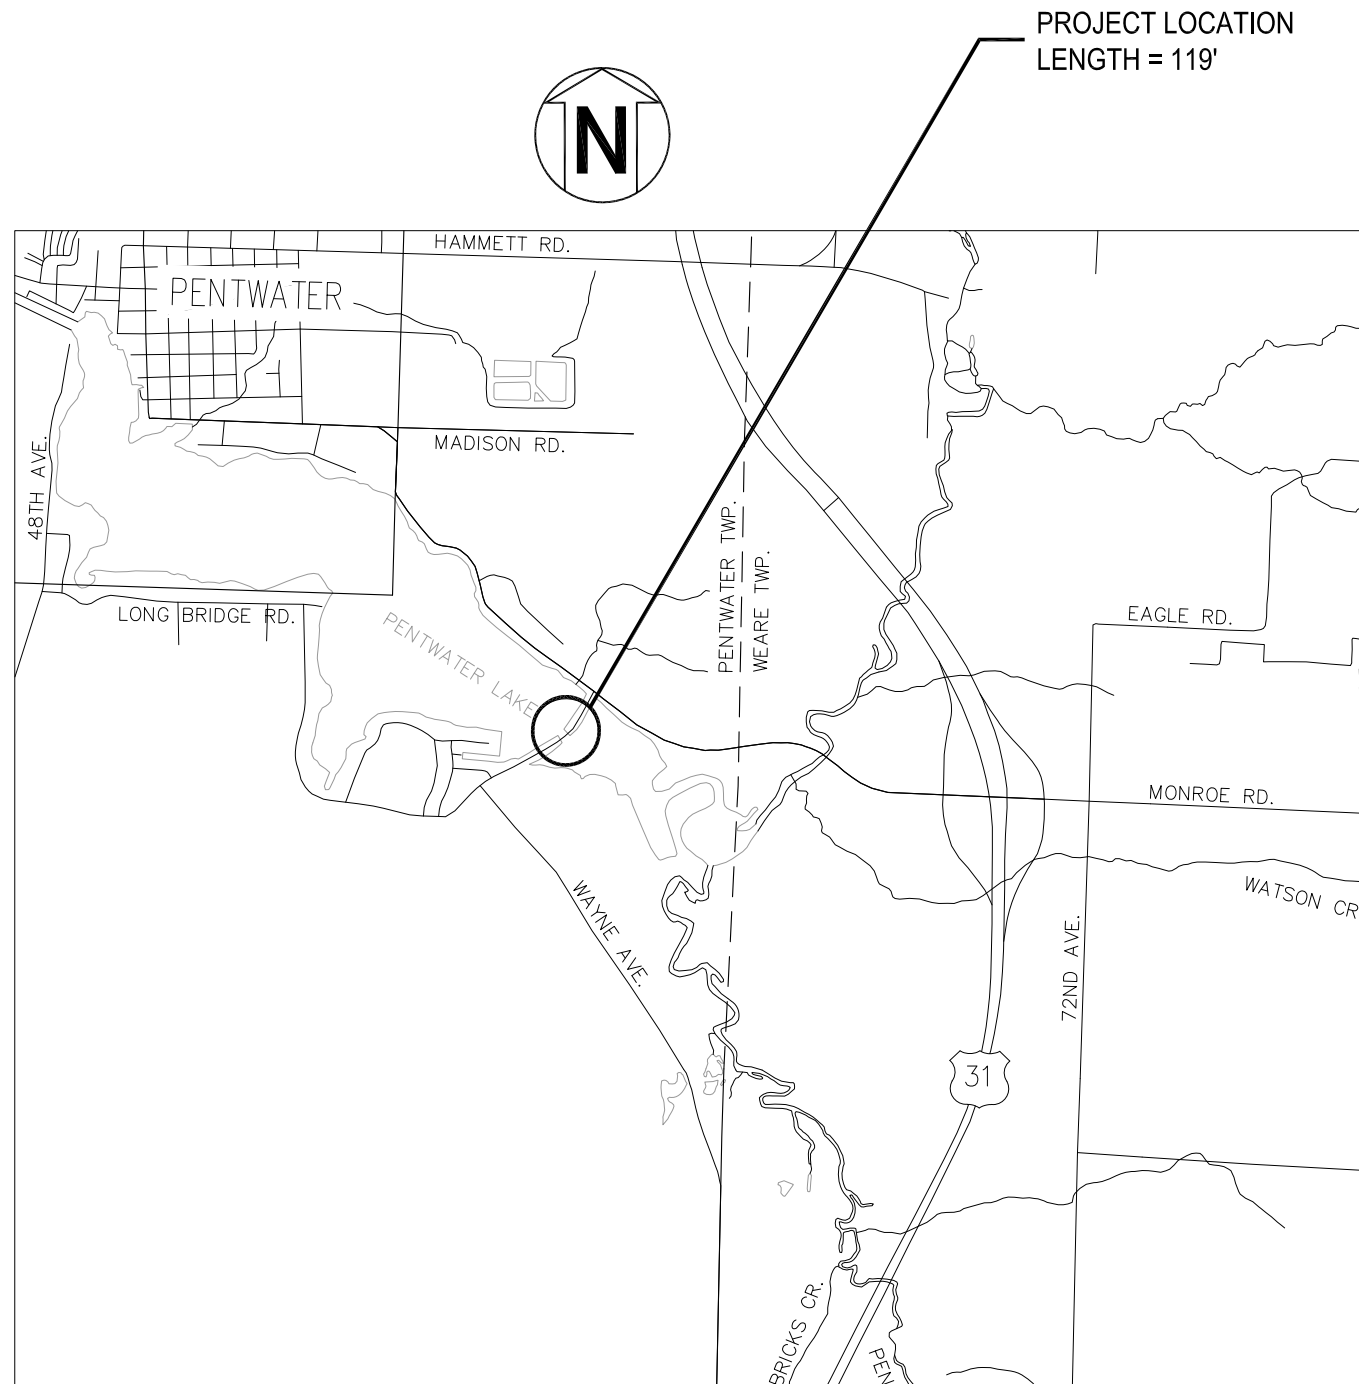 PROJECT LOCATION
LENGTH = 119'
N
HAMMETT RD.
PENTWATER
MADISON RD.
48TH AVE.
PENTWATER TWP.
WEARE TWP.
LONG BRIDGE RD.
PENTWATER LAKE
EAGLE RD.
MONROE RD.
WATSON CR
WAYNE AVE.
72ND AVE.
31
BRICKS CR.
PEN